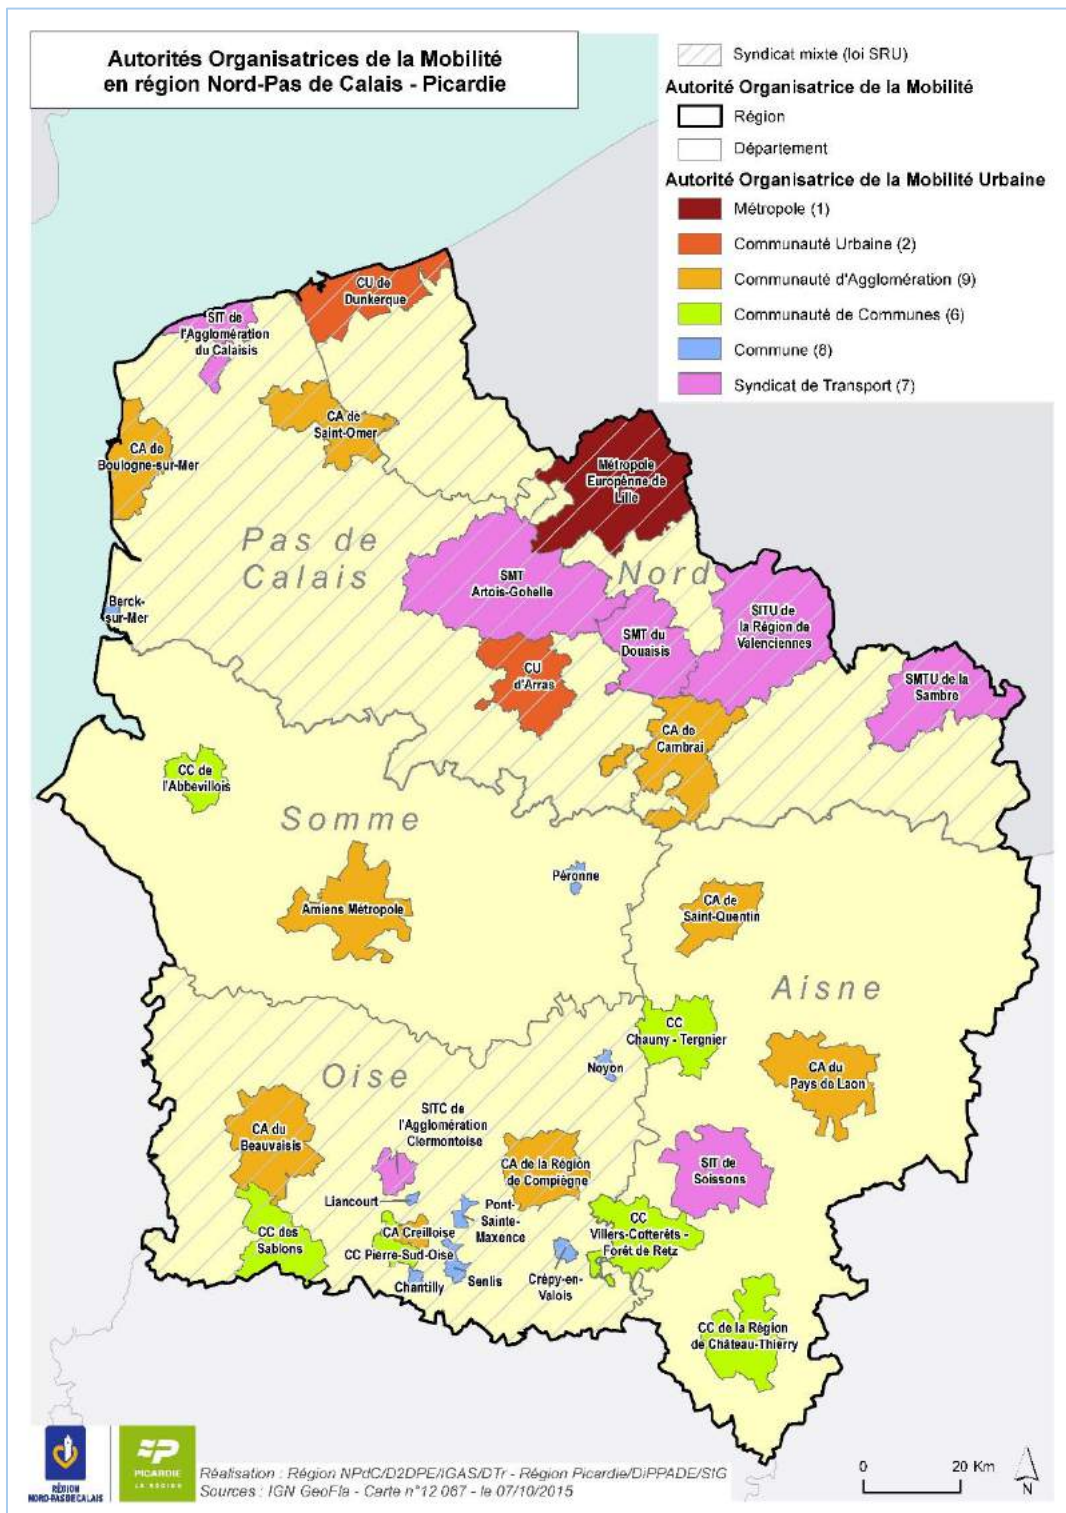 Autorités Organisatrices de la Mobilité
en région Nord-Pas de Calais - Picardie
Syndicat mixte (loi SRU)
Autorité Organisatrice de la Mobilité
Région
Département
Autorité Organisatrice de la Mobilité Urbaine
Métropole (1)
Communauté Urbaine (2)
Communauté d'Agglomération (9)
Communauté de Communes (6)
Commune (8)
Syndicat de Transport (7)
CU de
Dunkerque
SIT de
l'Agglomération
du Calaisis
CA de
Saint-Omer
CA de
Boulogne-sur-Mer
Métropole
Europénne de
Lille
Pas de
Calais
Nord
SMT
Artois-Gohelle
Berck-
sur-Mer
SITU de
la Région de
Valenciennes
SMT du
Douaisis
CU
d'Arras
SMTU de la
Sambre
CA de
Cambrai
CC de
l'Abbevillois
Somme
Péronne
Amiens Métropole
CA de
Saint-Quentin
Aisne
CC
Chauny - Tergnier
Noyon
Oise
CA du
Pays de Laon
SITC de
l'Agglomération
Clermontoise
CA du
Beauvaisis
CA de la Région
de Compiègne
SIT de
Soissons
Liancourt
Pont-
Sainte-
Maxence
CC
Villers-Cotterêts -
Forêt de Retz
CC des
Sablons
CA Creilloise
CC Pierre-Sud-Oise
Chantilly
Senlis
Crépy-en-
Valois
CC de la Région
de Château-Thierry
RÉGION
NORD-PAS DE CALAIS
PICARDIE
LA RÉGION
Réalisation : Région NPdC/D2DPE/IGAS/DTr - Région Picardie/DiPPADE/SIG
Sources : IGN GeoFla - Carte n°12 067 - le 07/10/2015
0 20 Km
N